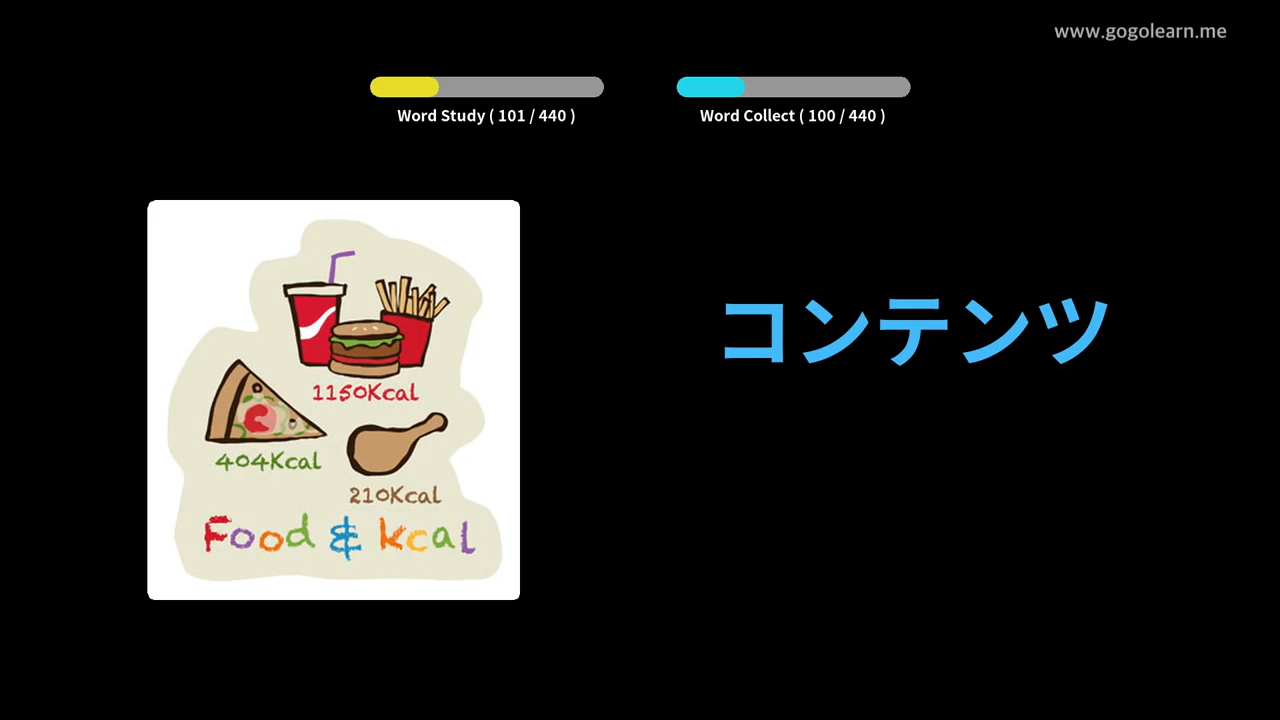 www.gogolearn.me
Word Study ( 101 / 440 )
Word Collect ( 100 / 440 )
1150Kcal
404Kcal
210Kcal
Food & kcal
コンテンツ